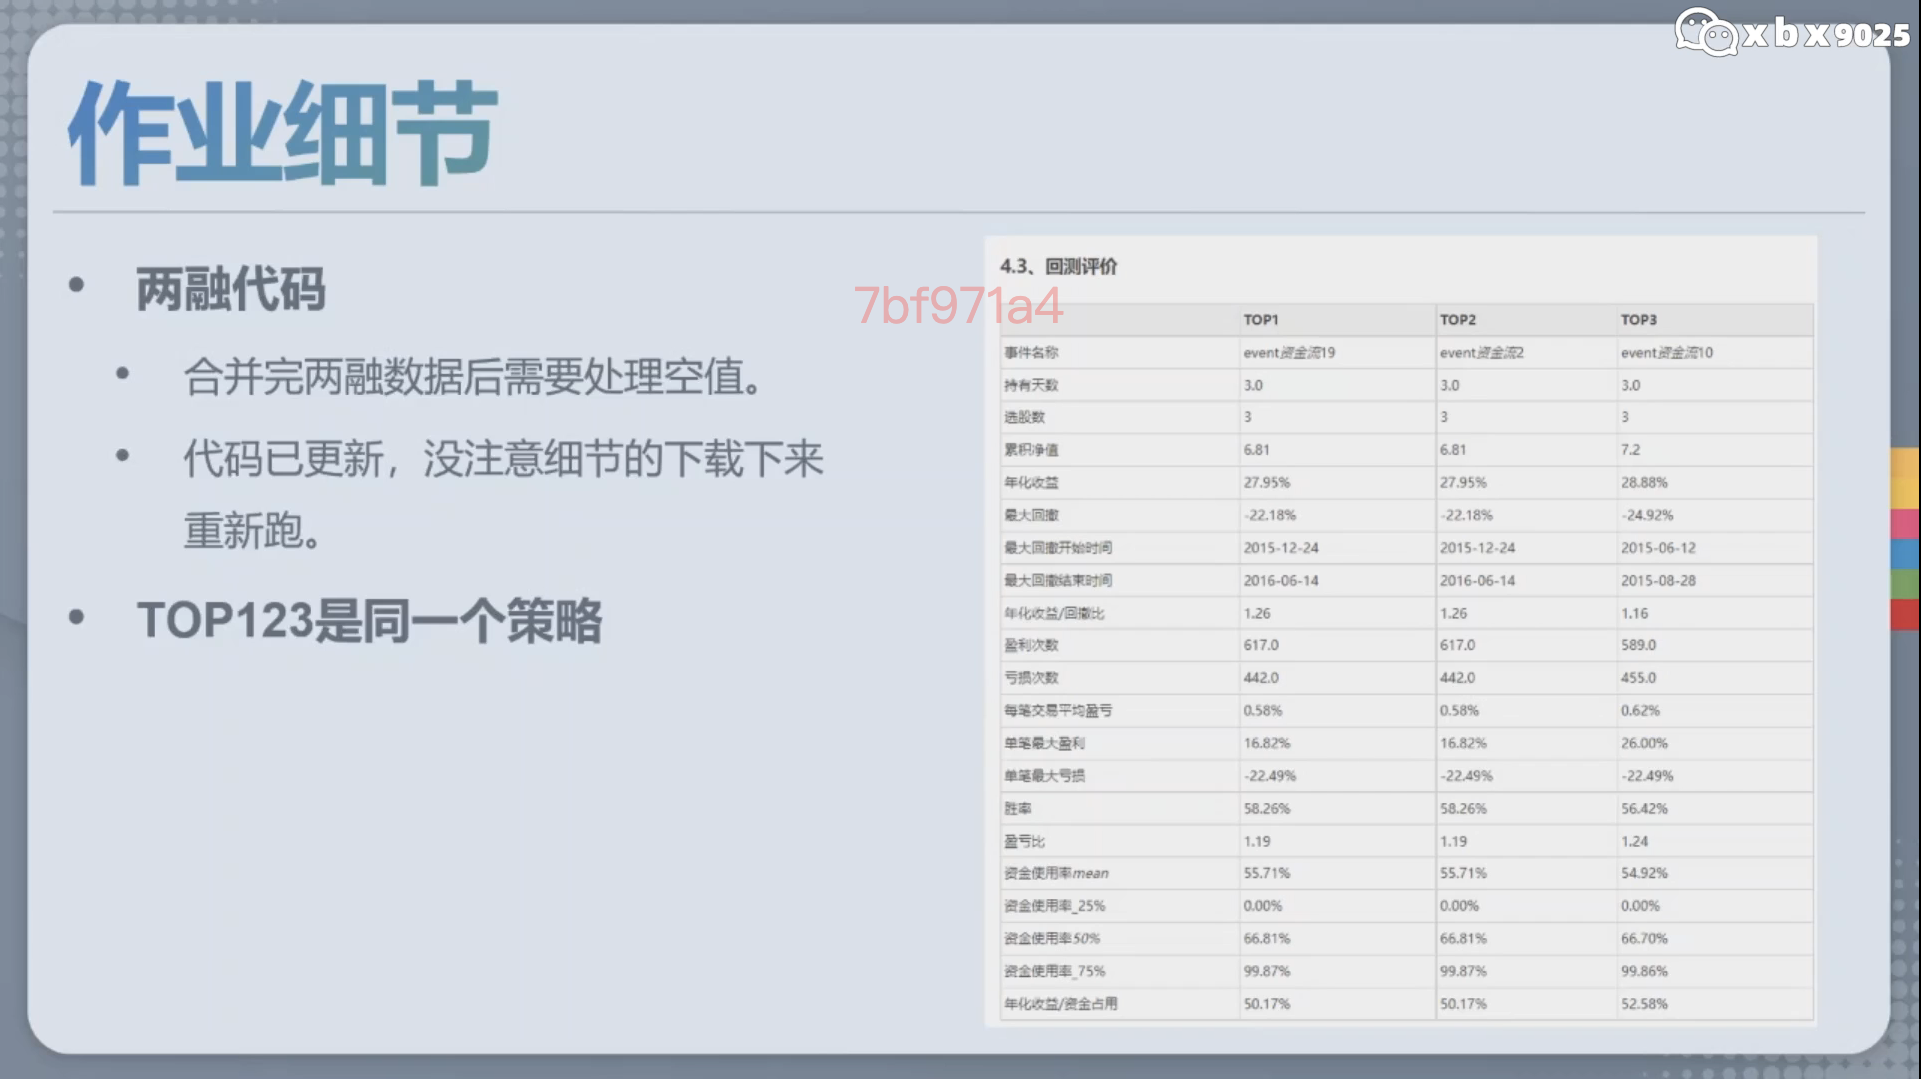 xbx9025
作业细节
两融代码
合并完两融数据后需要处理空值。
代码已更新，没注意细节的下载下来
重新跑。
TOP123是同一个策略
7bf971a4
4.3、回测评价
TOP1 TOP2 TOP3
事件名称 event资金流19 event资金流2 event资金流10
持有天数 3.0 3.0 3.0
选股数 3 3 3
累积净值 6.81 6.81 7.2
年化收益 27.95% 27.95% 28.88%
最大回撤 -22.18% -22.18% -24.92%
最大回撤开始时间 2015-12-24 2015-12-24 2015-06-12
最大回撤结束时间 2016-06-14 2016-06-14 2015-08-28
年化收益/回撤比 1.26 1.26 1.16
盈利次数 617.0 617.0 589.0
亏损次数 442.0 442.0 455.0
每笔交易平均盈亏 0.58% 0.58% 0.62%
单笔最大盈利 16.82% 16.82% 26.00%
单笔最大亏损 -22.49% -22.49% -22.49%
胜率 58.26% 58.26% 56.42%
盈亏比 1.19 1.19 1.24
资金使用率mean 55.71% 55.71% 54.92%
资金使用率_25% 0.00% 0.00% 0.00%
资金使用率50% 66.81% 66.81% 66.70%
资金使用率_75% 99.87% 99.87% 99.86%
年化收益/资金占用 50.17% 50.17% 52.58%